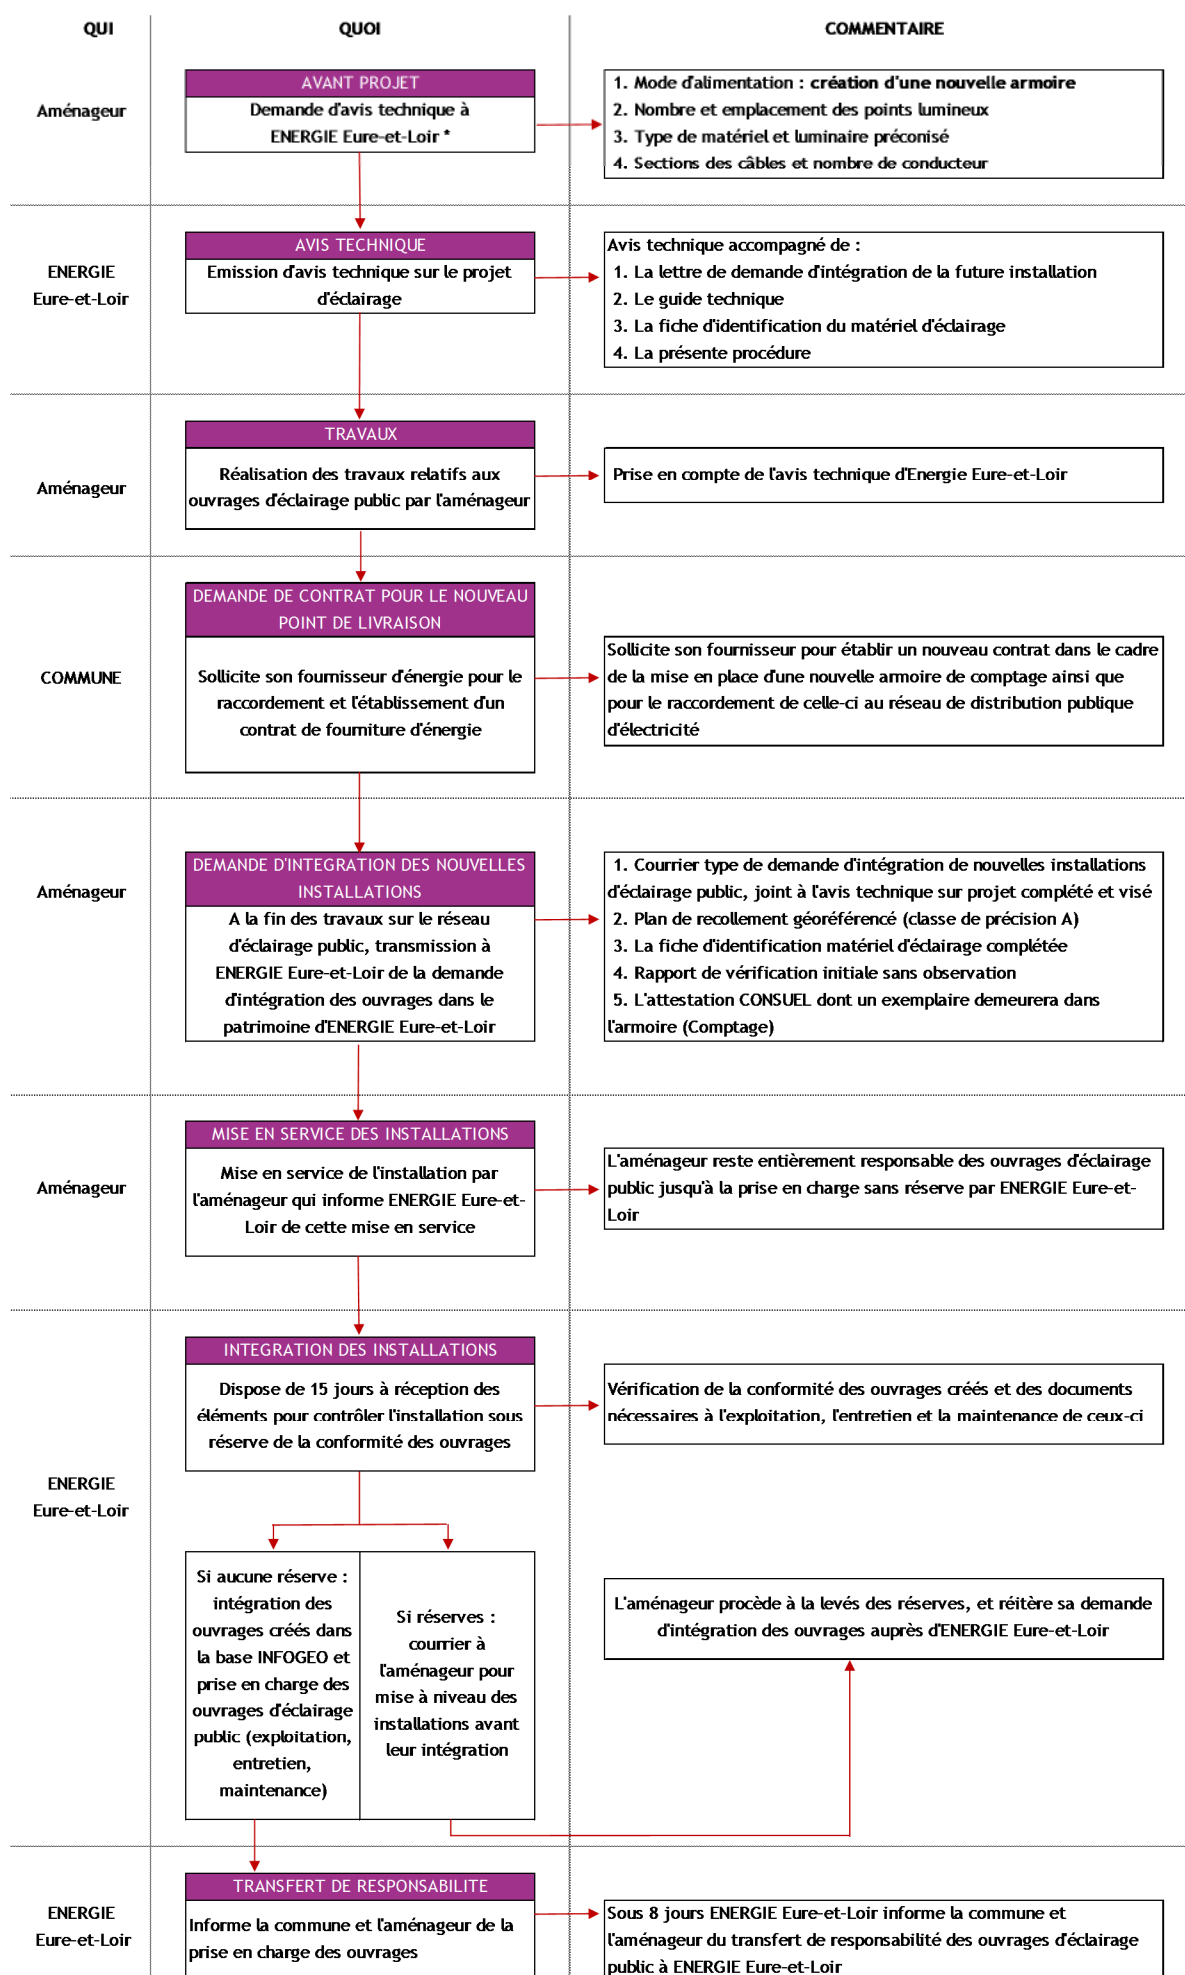 QUI
QUOI
COMMENTAIRE
Aménageur
AVANT PROJET
Demande d'avis technique à
ENERGIE Eure-et-Loir *
1. Mode d'alimentation : création d'une nouvelle armoire
2. Nombre et emplacement des points lumineux
3. Type de matériel et luminaire préconisé
4. Sections des câbles et nombre de conducteur
ENERGIE
Eure-et-Loir
AVIS TECHNIQUE
Emission d'avis technique sur le projet
d'éclairage
Avis technique accompagné de :
1. La lettre de demande d'intégration de la future installation
2. Le guide technique
3. La fiche d'identification du matériel d'éclairage
4. La présente procédure
Aménageur
TRAVAUX
Réalisation des travaux relatifs aux
ouvrages d'éclairage public par l'aménageur
Prise en compte de l'avis technique d'Energie Eure-et-Loir
COMMUNE
DEMANDE DE CONTRAT POUR LE NOUVEAU
POINT DE LIVRAISON
Sollicite son fournisseur d'énergie pour le
raccordement et l'établissement d'un
contrat de fourniture d'énergie
Sollicite son fournisseur pour établir un nouveau contrat dans le cadre
de la mise en place d'une nouvelle armoire de comptage ainsi que
pour le raccordement de celle-ci au réseau de distribution publique
d'électricité
Aménageur
DEMANDE D'INTEGRATION DES NOUVELLES
INSTALLATIONS
A la fin des travaux sur le réseau
d'éclairage public, transmission à
ENERGIE Eure-et-Loir de la demande
d'intégration des ouvrages dans le
patrimoine d'ENERGIE Eure-et-Loir
1. Courrier type de demande d'intégration de nouvelles installations
d'éclairage public, joint à l'avis technique sur projet complété et visé
2. Plan de recollement géoréférencé (classe de précision A)
3. La fiche d'identification matériel d'éclairage complétée
4. Rapport de vérification initiale sans observation
5. L'attestation CONSUEL dont un exemplaire demeurera dans
l'armoire (Comptage)
Aménageur
MISE EN SERVICE DES INSTALLATIONS
Mise en service de l'installation par
l'aménageur qui informe ENERGIE Eure-et-
Loir de cette mise en service
L'aménageur reste entièrement responsable des ouvrages d'éclairage
public jusqu'à la prise en charge sans réserve par ENERGIE Eure-et-
Loir
ENERGIE
Eure-et-Loir
INTEGRATION DES INSTALLATIONS
Dispose de 15 jours à réception des
éléments pour contrôler l'installation sous
réserve de la conformité des ouvrages
Vérification de la conformité des ouvrages créés et des documents
nécessaires à l'exploitation, l'entretien et la maintenance de ceux-ci
Si aucune réserve :
intégration des
ouvrages créés dans
la base INFOGEO et
prise en charge des
ouvrages d'éclairage
public (exploitation,
entretien,
maintenance)
Si réserves :
courrier à
l'aménageur pour
mise à niveau des
installations avant
leur intégration
L'aménageur procède à la levés des réserves, et réitère sa demande
d'intégration des ouvrages auprès d'ENERGIE Eure-et-Loir
ENERGIE
Eure-et-Loir
TRANSFERT DE RESPONSABILITE
Informe la commune et l'aménageur de la
prise en charge des ouvrages
Sous 8 jours ENERGIE Eure-et-Loir informe la commune et
l'aménageur du transfert de responsabilité des ouvrages d'éclairage
public à ENERGIE Eure-et-Loir